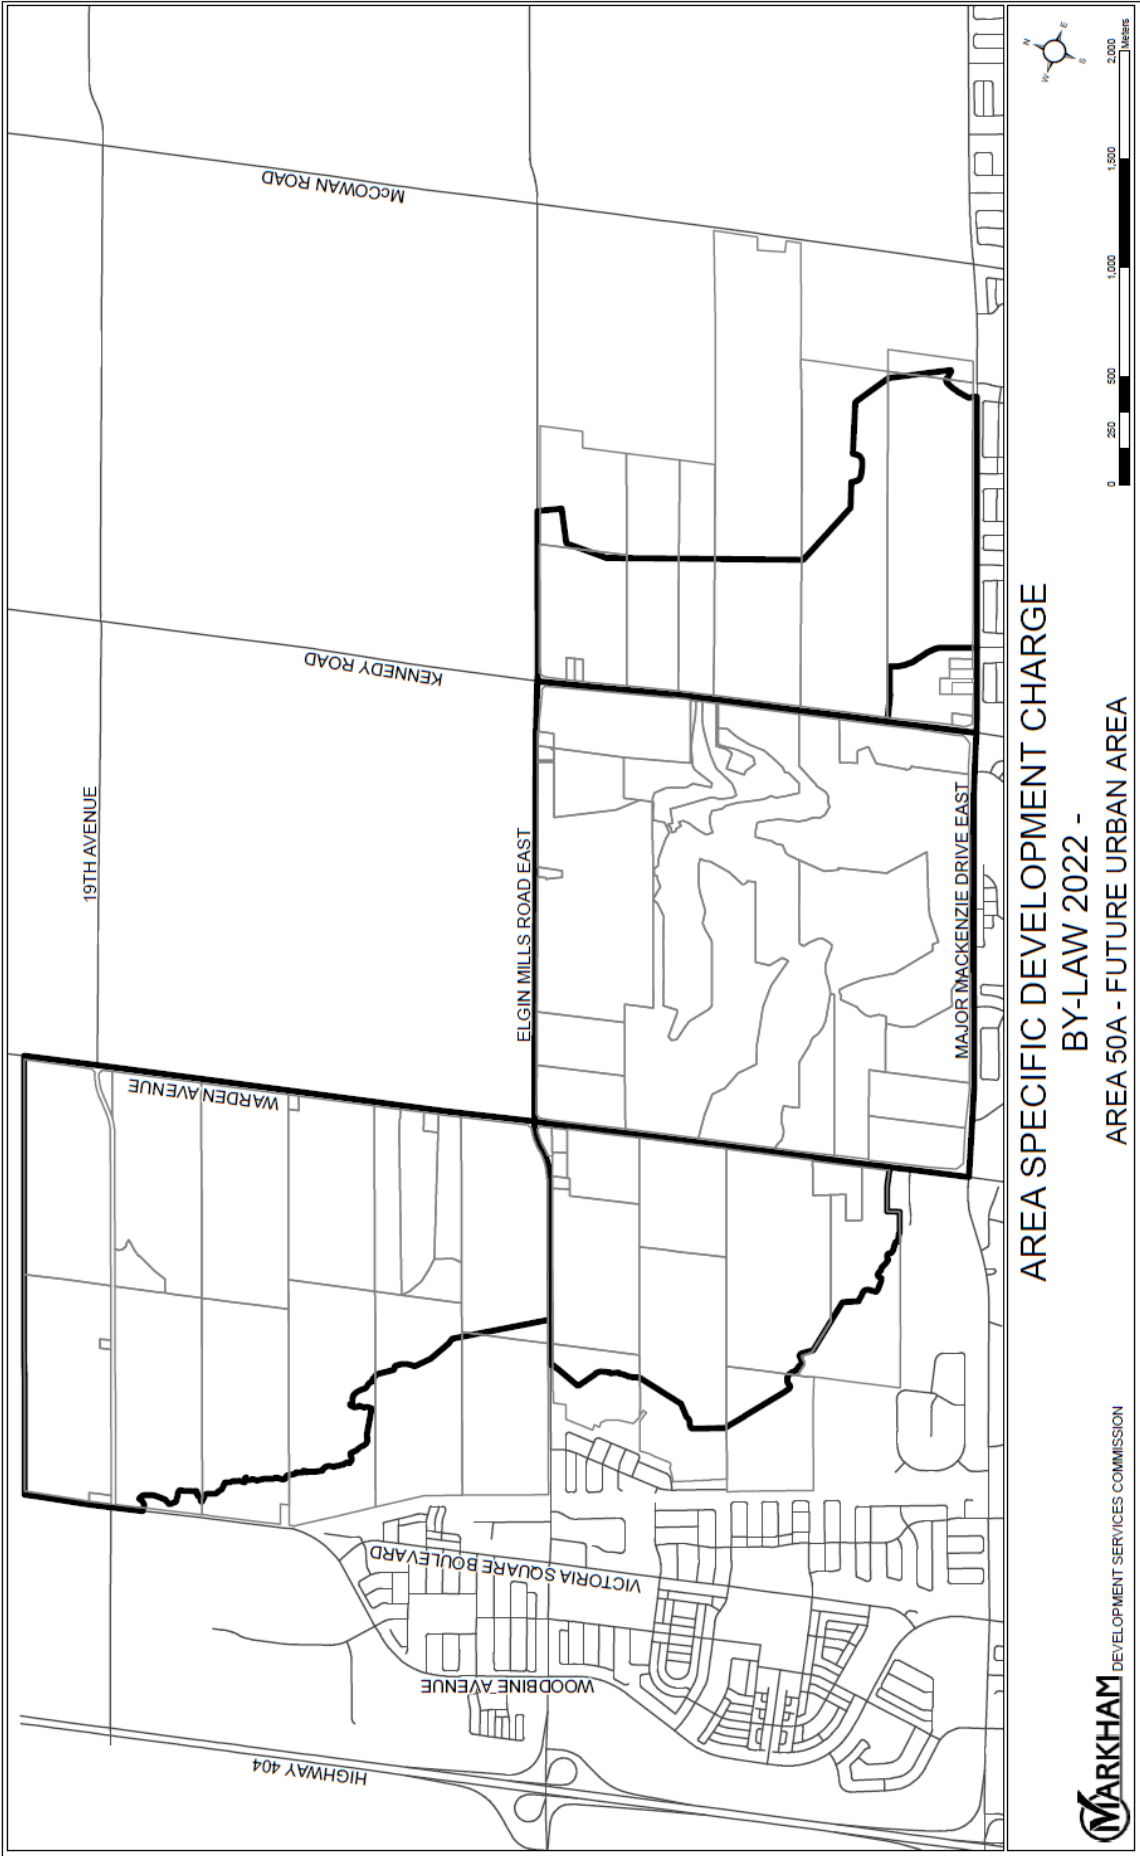 McCOWAN ROAD
KENNEDY ROAD
19TH AVENUE
ELGIN MILLS ROAD EAST
MAJOR MACKENZIE DRIVE EAST
WARDEN AVENUE
VICTORIA SQUARE BOULEVARD
WOODBINE AVENUE
HIGHWAY 404
AREA SPECIFIC DEVELOPMENT CHARGE
BY-LAW 2022 -
AREA 50A - FUTURE URBAN AREA
MARKHAM DEVELOPMENT SERVICES COMMISSION
N
E
S
W
0 250 500 1,000 1,500 2,000
Meters